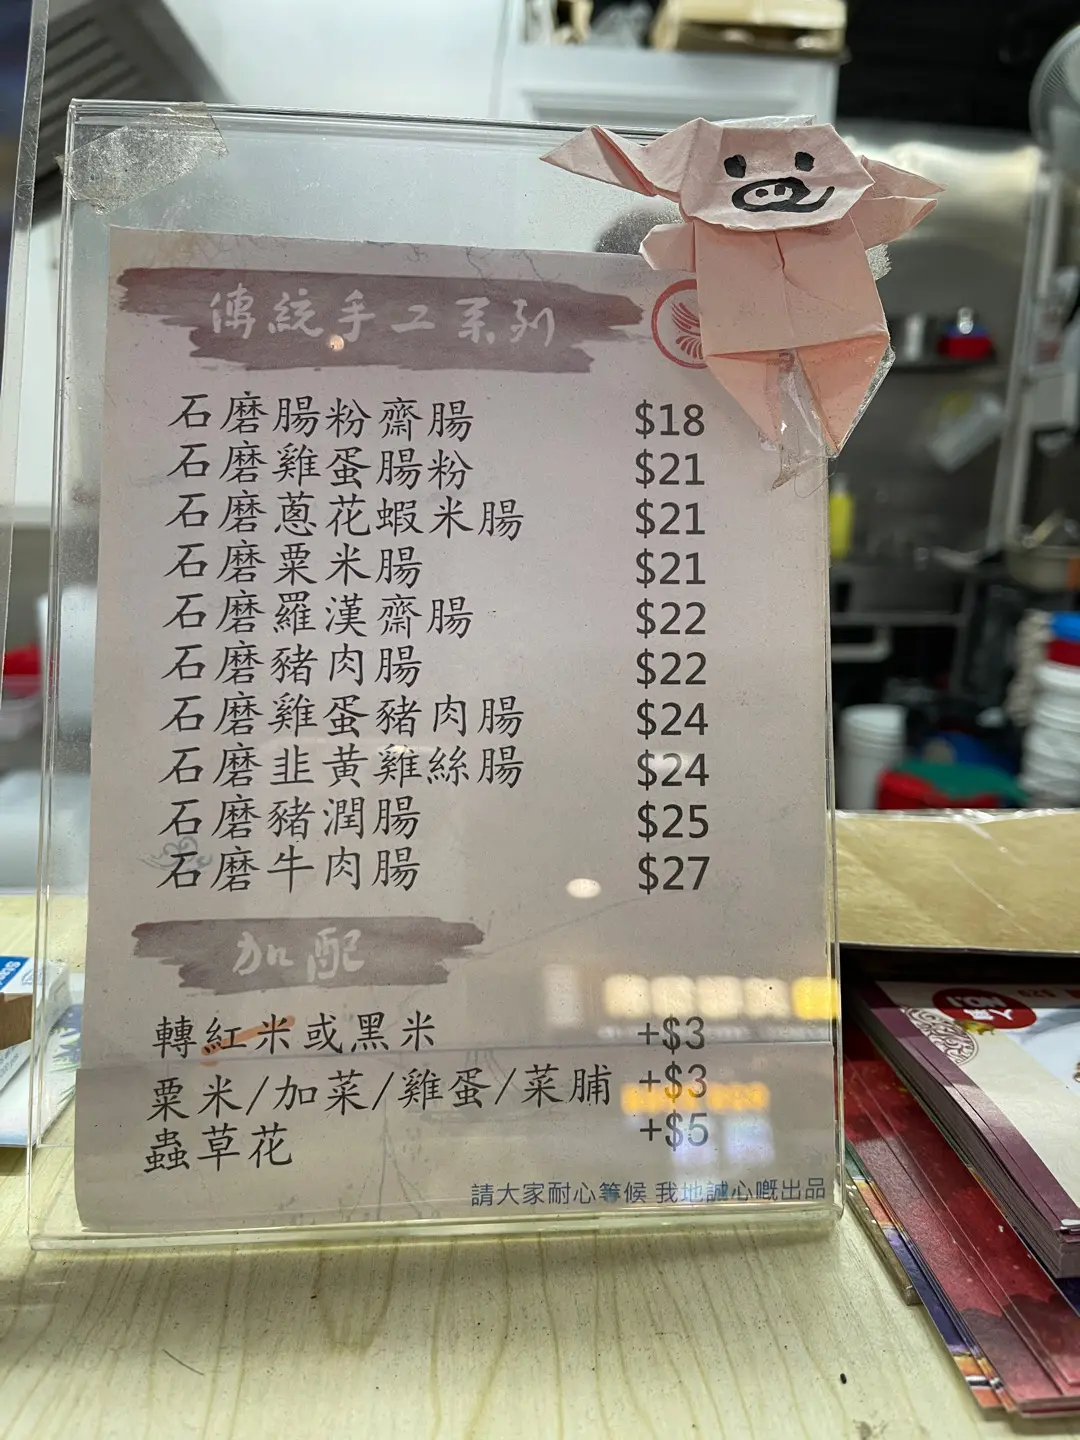 傳統手工系列
石磨腸粉齋腸 $18
石磨雞蛋腸粉 $21
石磨蔥花蝦米腸 $21
石磨粟米腸 $21
石磨羅漢齋腸 $22
石磨豬肉腸 $22
石磨雞蛋豬肉腸 $24
石磨韭黃雞絲腸 $24
石磨豬潤腸 $25
石磨牛肉腸 $27
加配
轉紅米或黑米 +$3
粟米/加菜/雞蛋/菜脯 +$3
蟲草花 +$5
請大家耐心等候 我地誠心嘅出品
NO.1